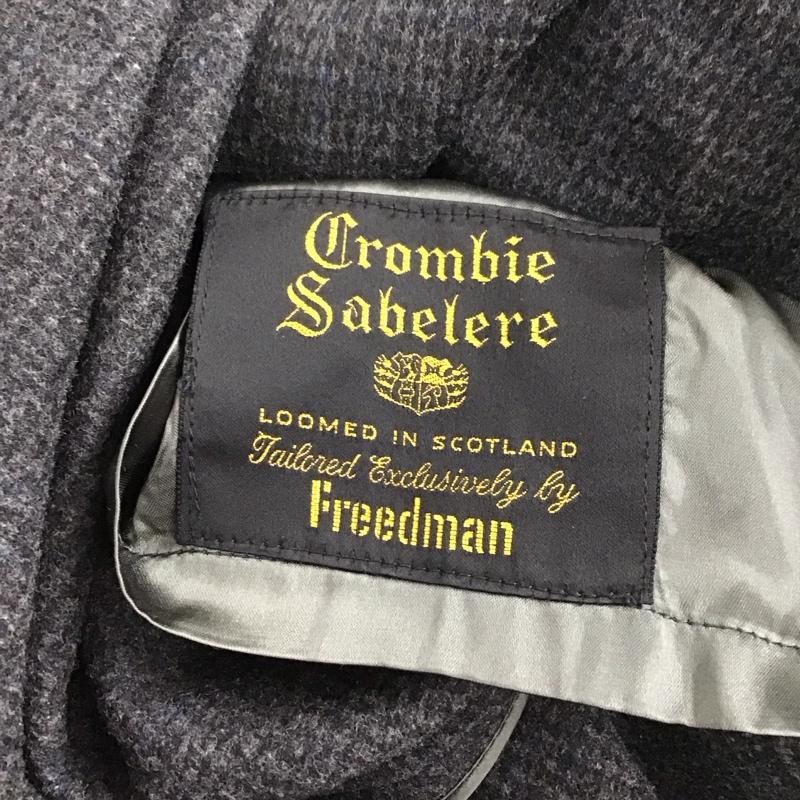 Crombie
Sabelere
LOOMED IN SCOTLAND
Tailored Exclusively by
Freedman